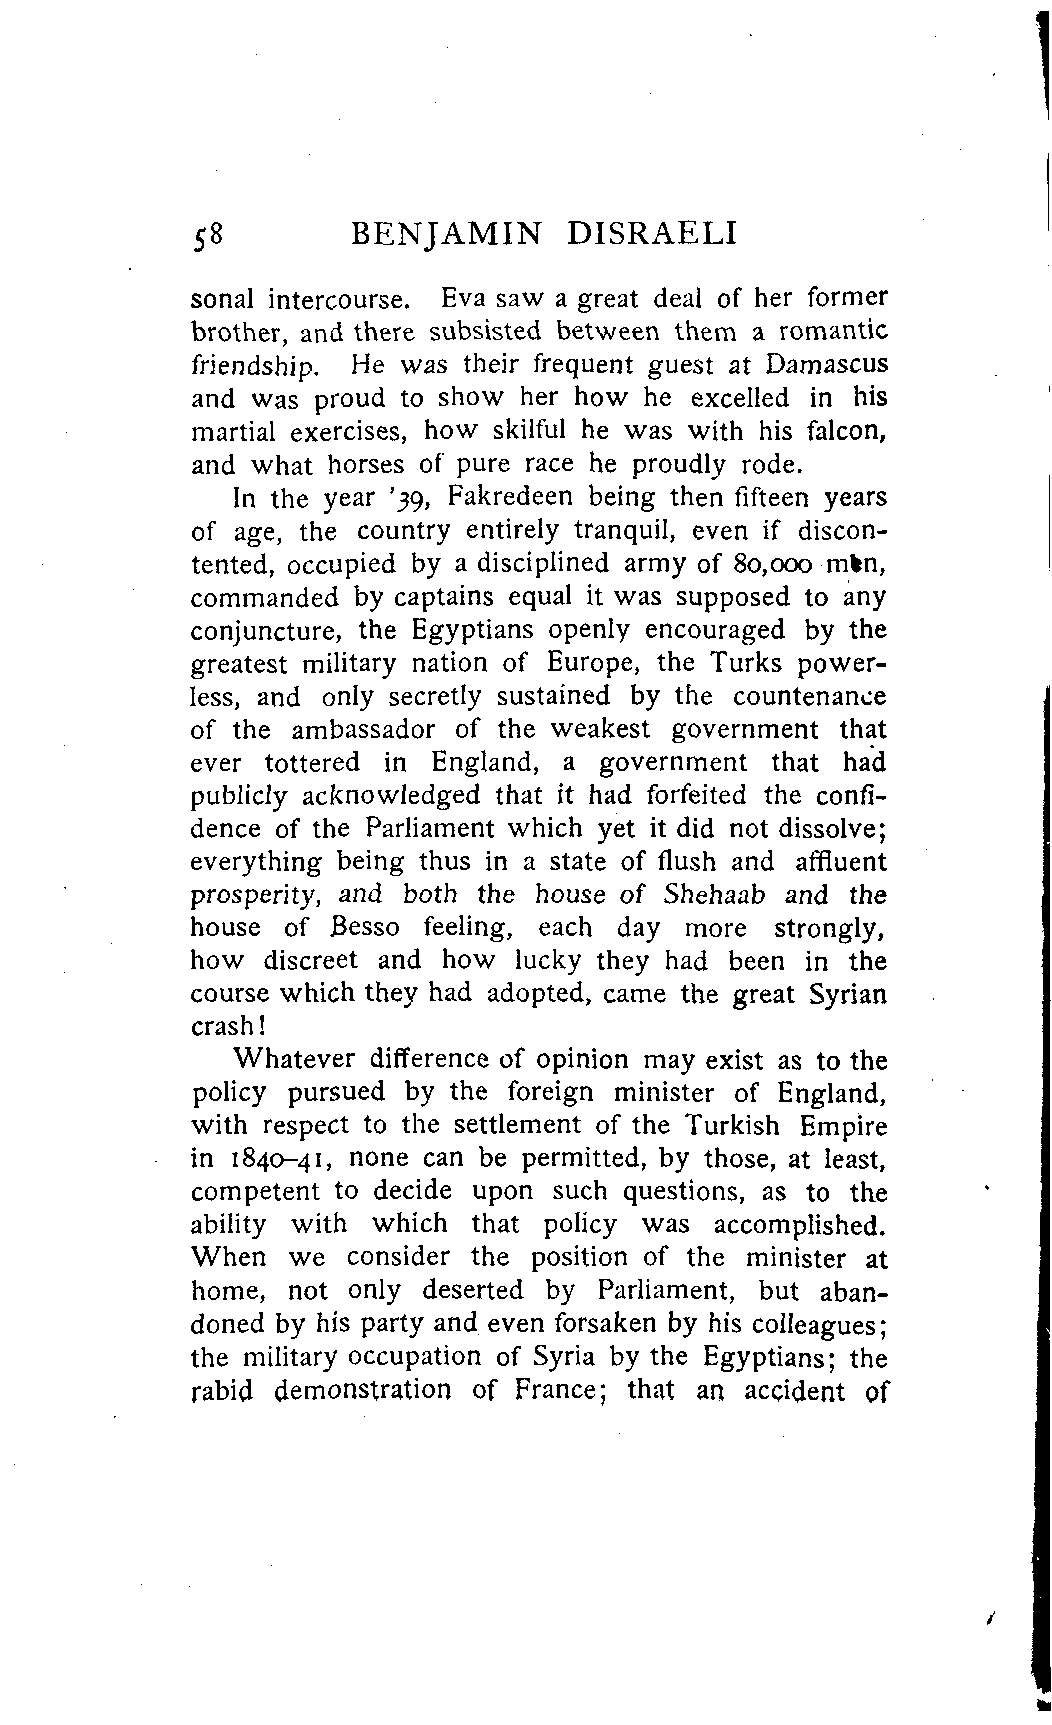 58 BENJAMIN DISRAELI
sonal intercourse. Eva saw a great deal of her former
brother, and there subsisted between them a romantic
friendship. He was their frequent guest at Damascus
and was proud to show her how he excelled in his
martial exercises, how skilful he was with his falcon,
and what horses of pure race he proudly rode.
In the year '39, Fakredeen being then fifteen years
of age, the country entirely tranquil, even if discon-
tented, occupied by a disciplined army of 80,000 men,
commanded by captains equal it was supposed to any
conjuncture, the Egyptians openly encouraged by the
greatest military nation of Europe, the Turks power-
less, and only secretly sustained by the countenance
of the ambassador of the weakest government that
ever tottered in England, a government that had
publicly acknowledged that it had forfeited the confi-
dence of the Parliament which yet it did not dissolve;
everything being thus in a state of flush and affluent
prosperity, and both the house of Shehaab and the
house of Besso feeling, each day more strongly,
how discreet and how lucky they had been in the
course which they had adopted, came the great Syrian
crash!
Whatever difference of opinion may exist as to the
policy pursued by the foreign minister of England,
with respect to the settlement of the Turkish Empire
in 1840–41, none can be permitted, by those, at least,
competent to decide upon such questions, as to the
ability with which that policy was accomplished.
When we consider the position of the minister at
home, not only deserted by Parliament, but aban-
doned by his party and even forsaken by his colleagues;
the military occupation of Syria by the Egyptians; the
rabid demonstration of France; that an accident of